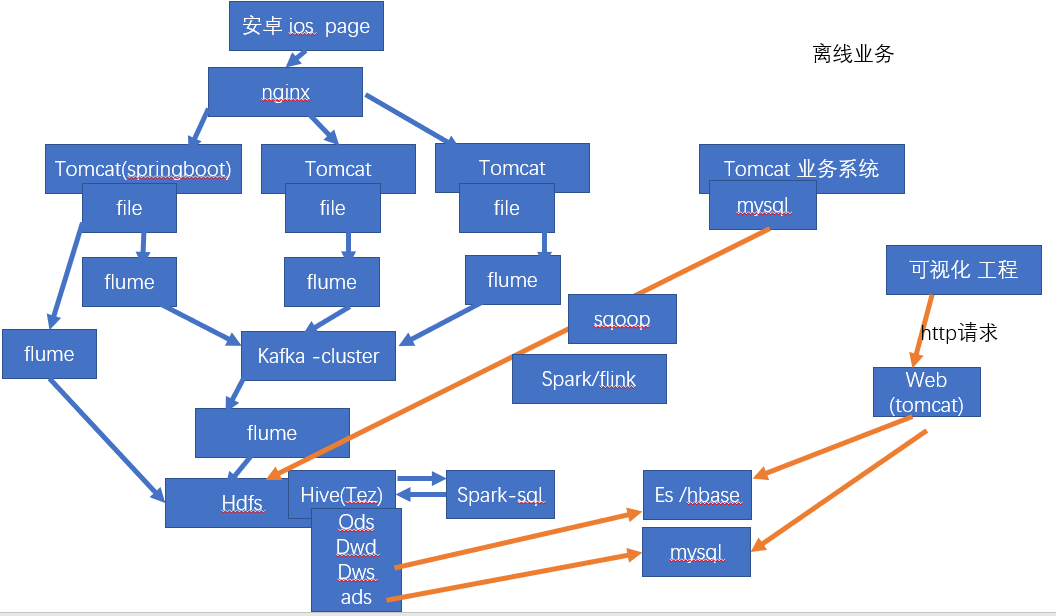 安卓 ios page
离线业务
nginx
Tomcat(springboot)
Tomcat
Tomcat
Tomcat 业务系统
file
file
file
mysql
flume
flume
flume
可视化 工程
sqoop
http请求
flume
Kafka -cluster
Spark/flink
Web
(tomcat)
flume
Hdfs
Hive(Tez)
Spark-sql
Es /hbase
Ods
Dwd
Dws
ads
mysql